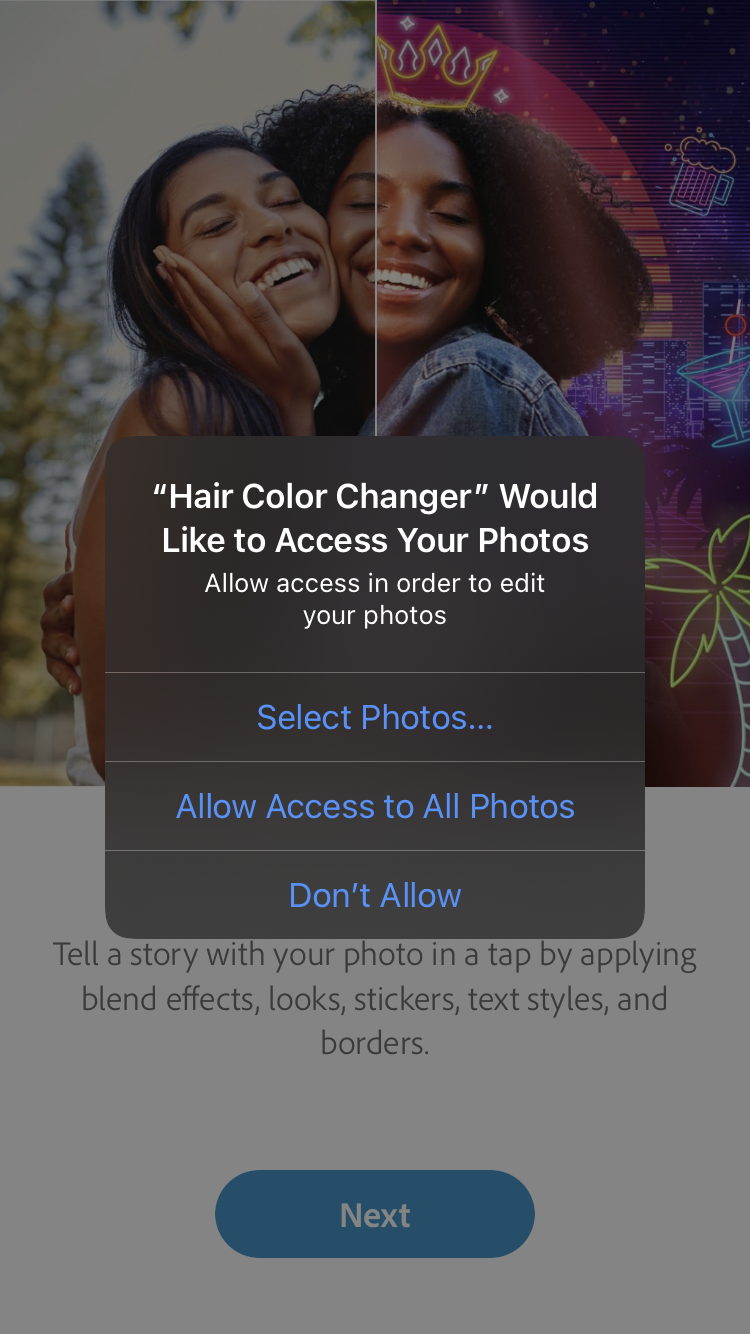 “Hair Color Changer” Would
Like to Access Your Photos
Allow access in order to edit
your photos
Select Photos...
Allow Access to All Photos
Don’t Allow
Tell a story with your photo in a tap by applying
blend effects, looks, stickers, text styles, and
borders.
Next